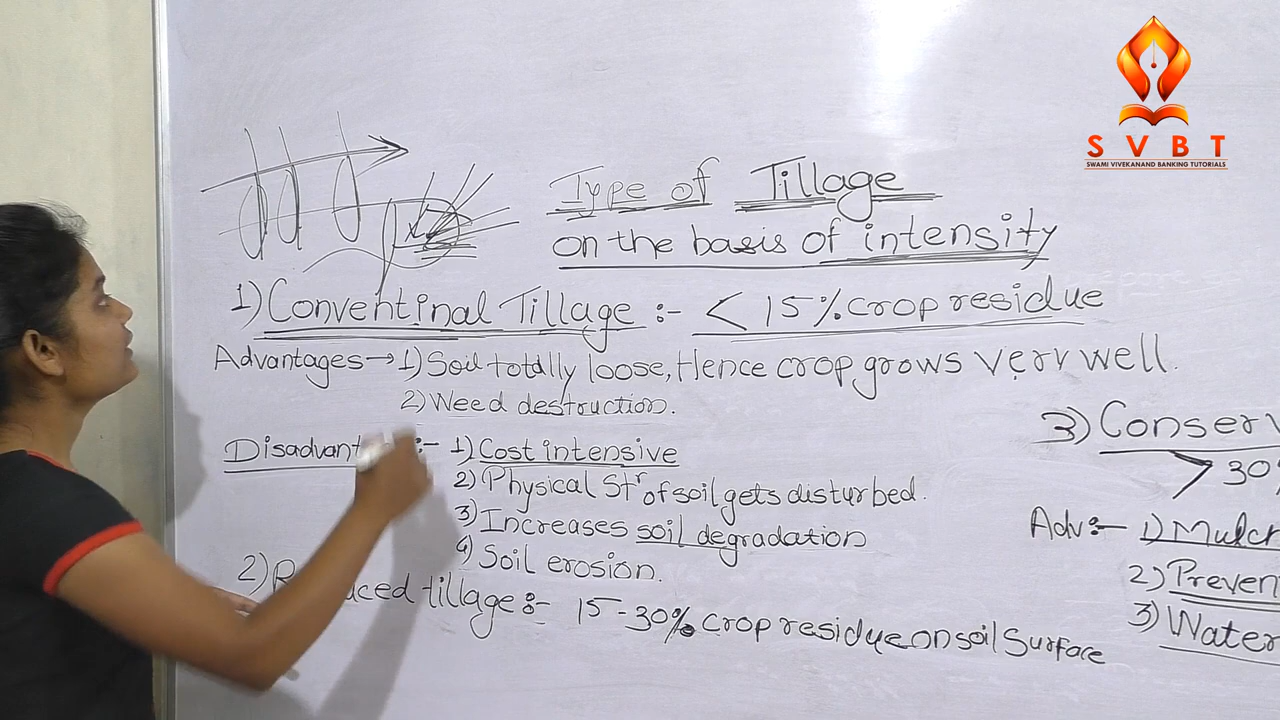 SVBT
SWAMI VIVEKANAND BANKING TUTORIALS
Type of Tillage
on the basis of intensity
1) Conventinal Tillage :- < 15% crop residue
Advantages → 1) Soil totally loose, Hence crop grows very well.
2) Weed destruction.
Disadvant :- 1) Cost intensive
2) Physical Str of soil gets disturbed.
3) Increases soil degradation
4) Soil erosion.
2) R uced tillage :- 15-30% crop residue on soil surface
3) Conserv
> 30%
Adv :- 1) Mulch
2) Preven
3) Water